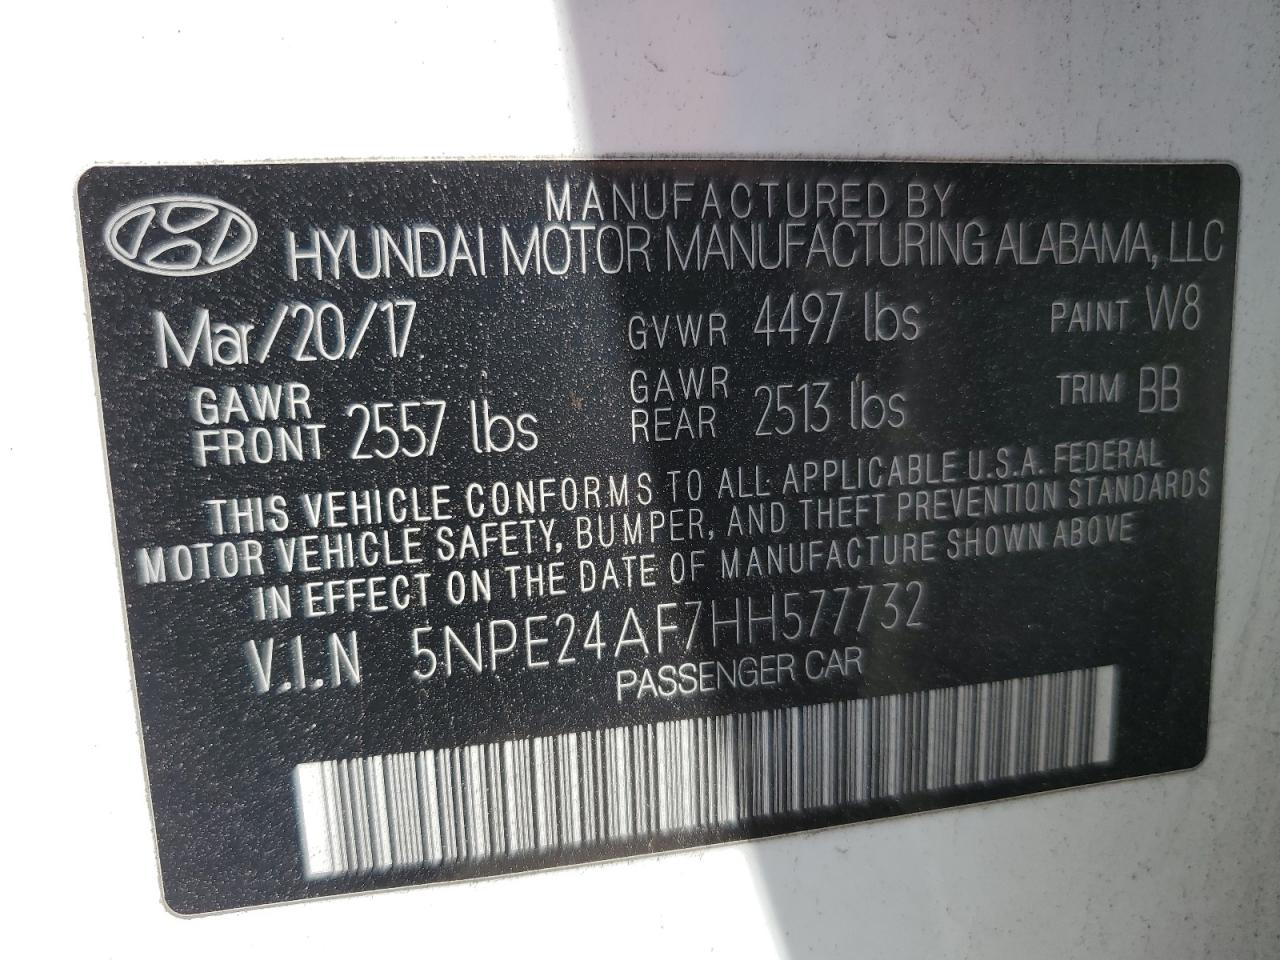 MANUFACTURED BY
HYUNDAI MOTOR MANUFACTURING ALABAMA, LLC
Mar/20/17 GVWR 4497 lbs PAINT W8
GAWR FRONT 2557 lbs GAWR REAR 2513 lbs TRIM BB
THIS VEHICLE CONFORMS TO ALL APPLICABLE U.S.A. FEDERAL
MOTOR VEHICLE SAFETY, BUMPER, AND THEFT PREVENTION STANDARDS
IN EFFECT ON THE DATE OF MANUFACTURE SHOWN ABOVE
V.I.N 5NPE24AF7HH577732
PASSENGER CAR